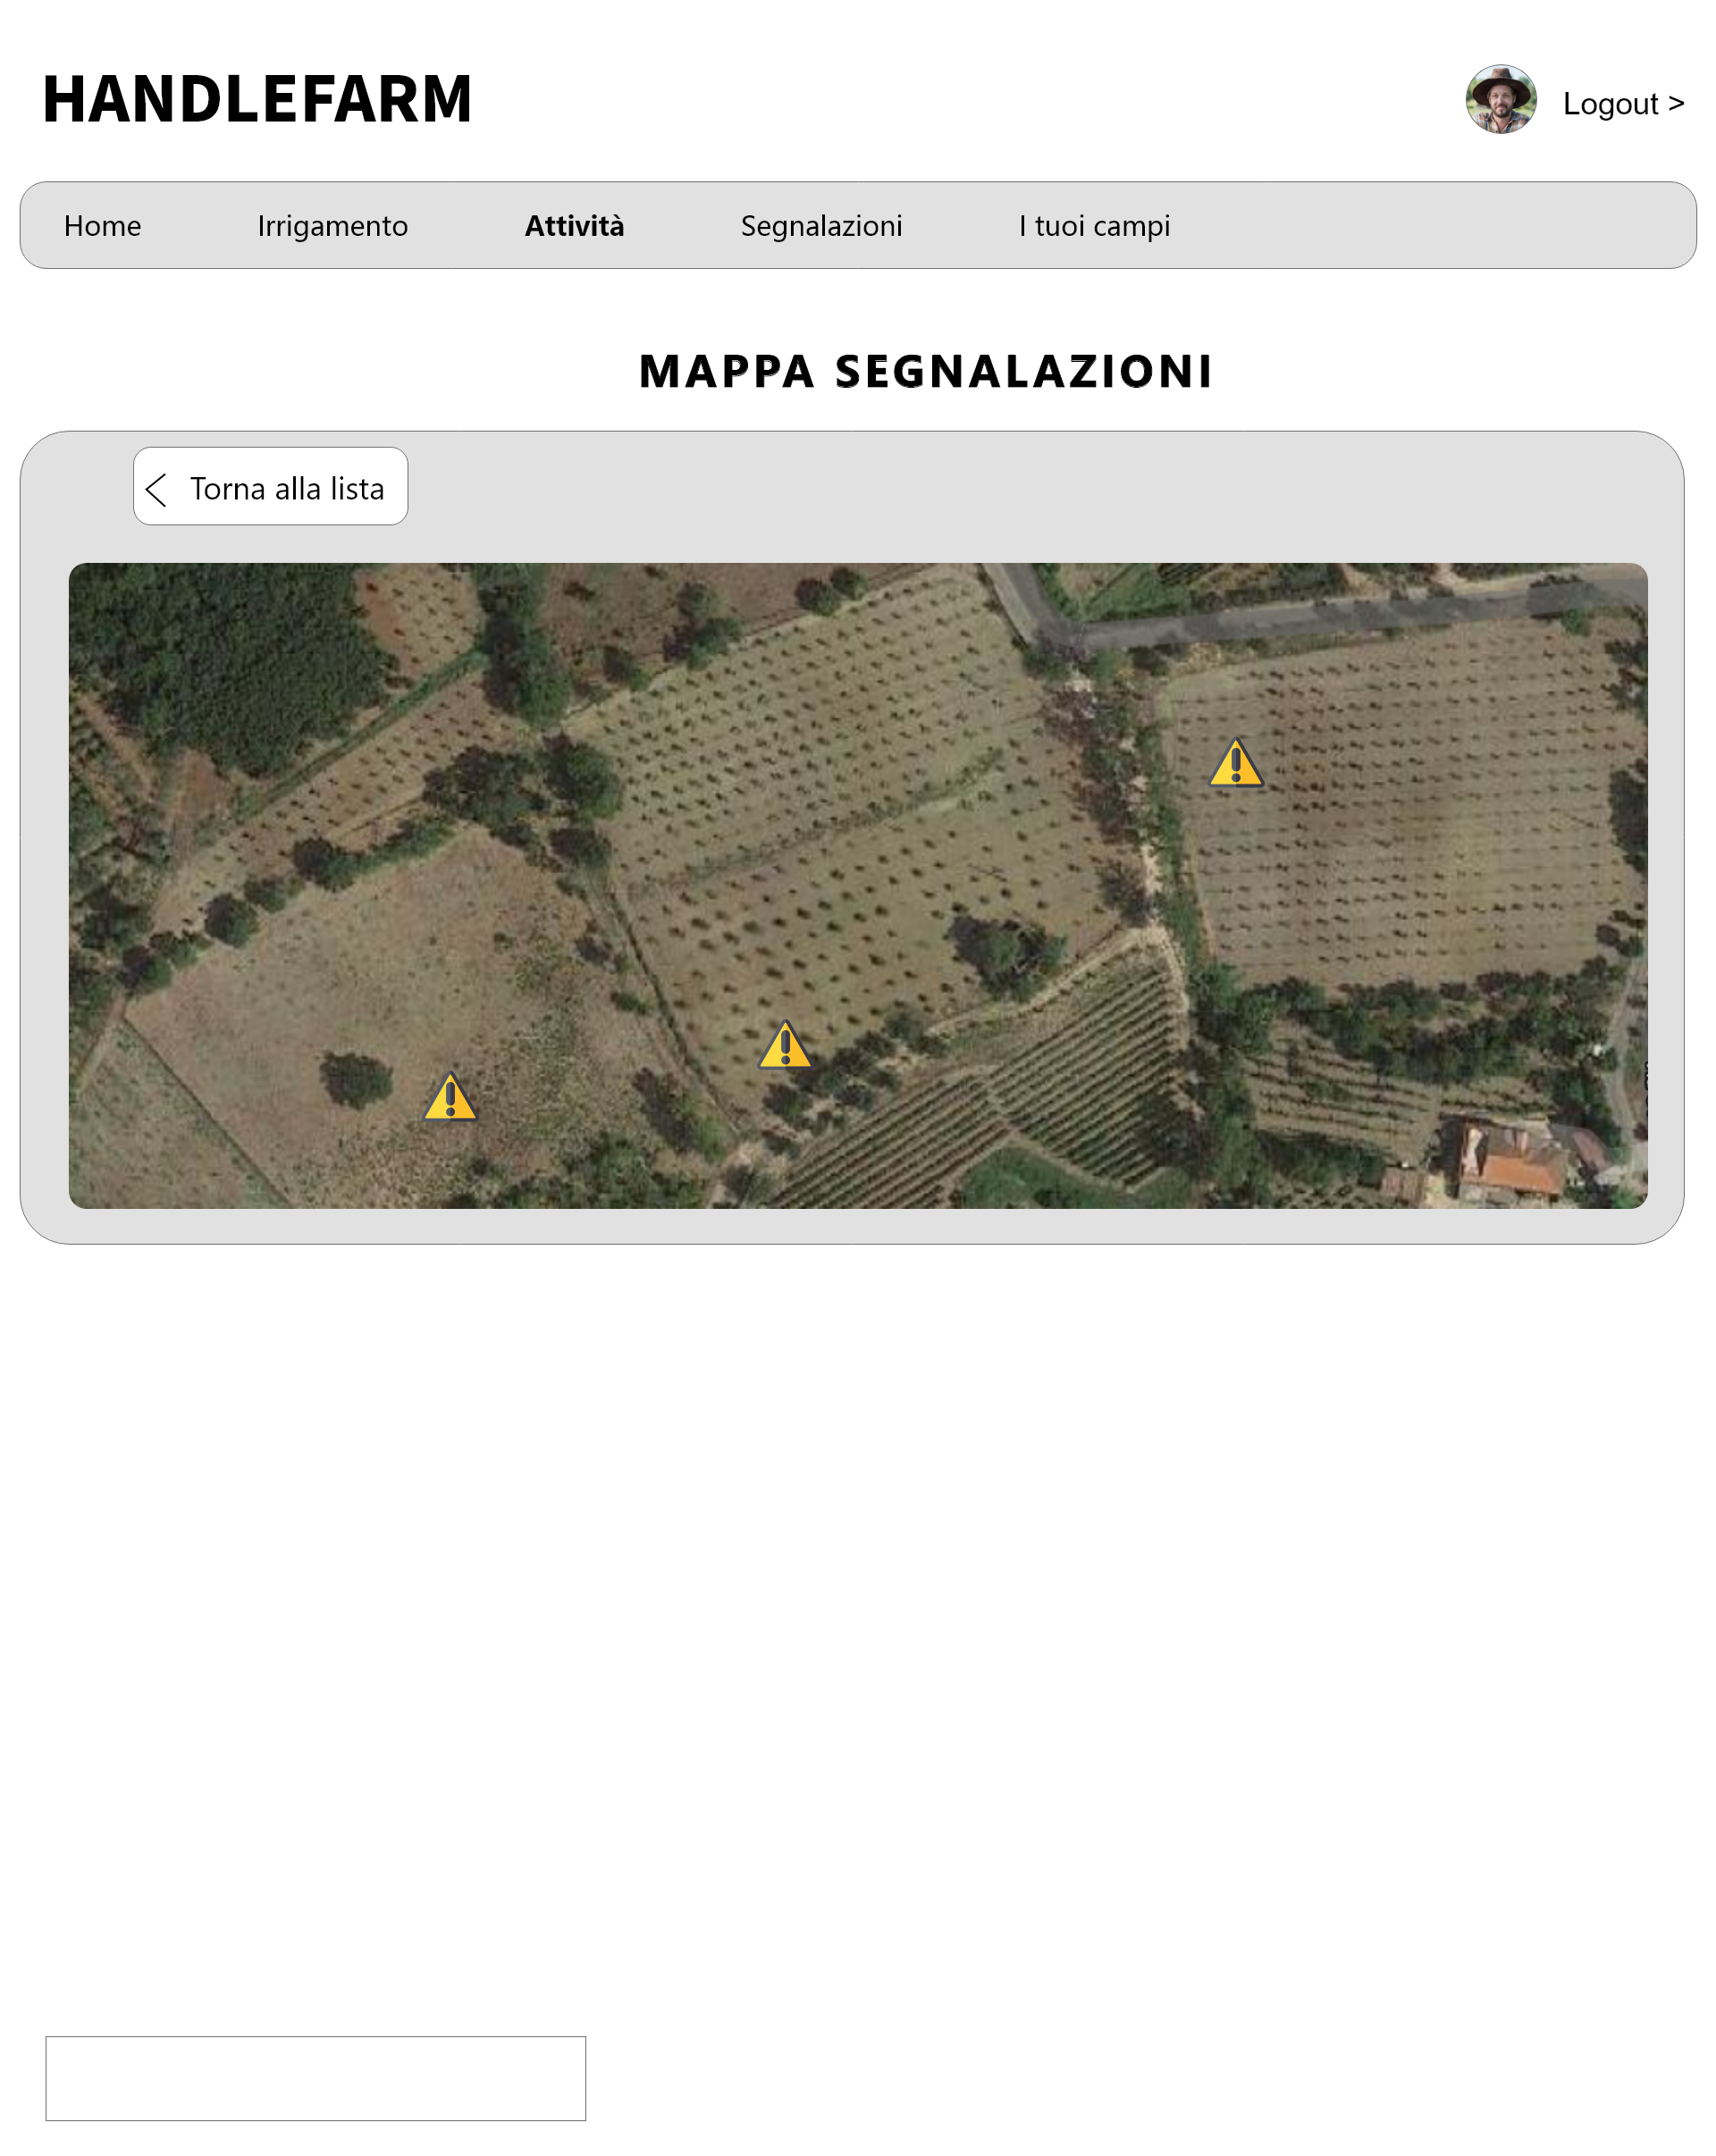 HANDLEFARM
Logout >
Home Irrigamento Attività Segnalazioni I tuoi campi
MAPPA SEGNALAZIONI
Torna alla lista